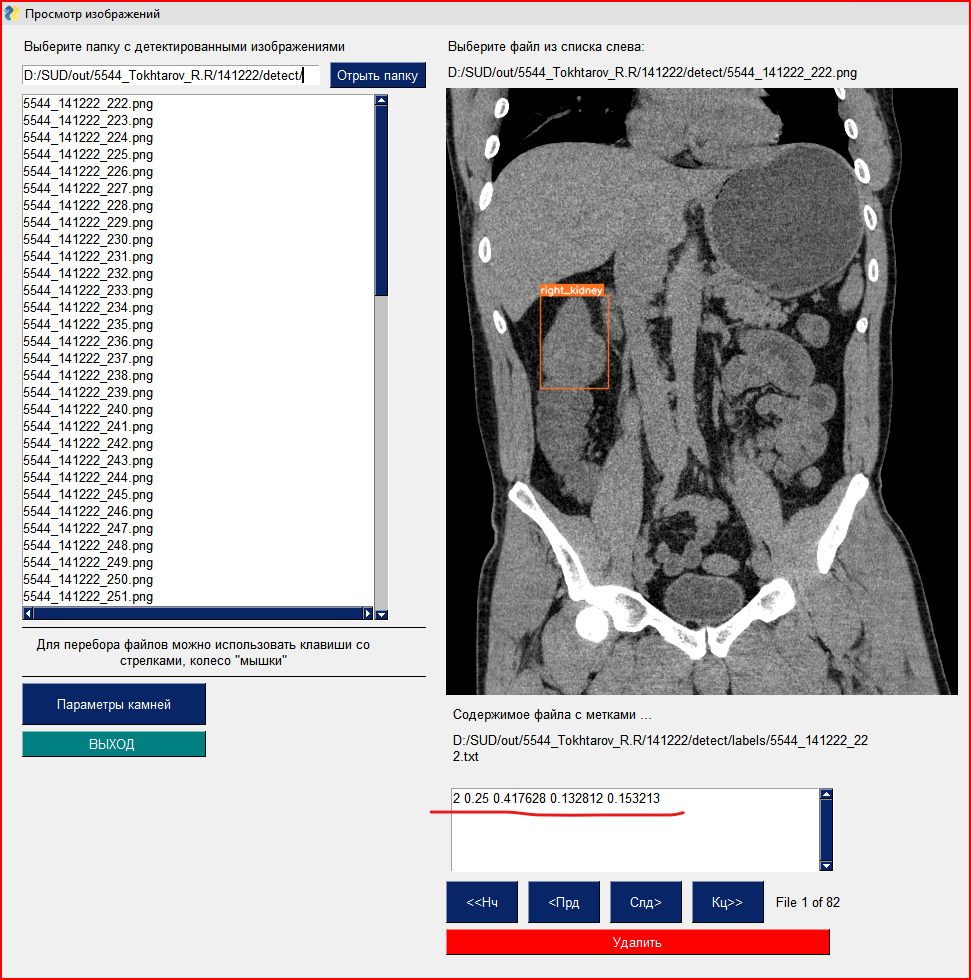 Просмотр изображений
Выберите папку с детектированными изображениями
D:/SUD/out/5544_Tokhtarov_R.R/141222/detect/
Отрыть папку
5544_141222_222.png
5544_141222_223.png
5544_141222_224.png
5544_141222_225.png
5544_141222_226.png
5544_141222_227.png
5544_141222_228.png
5544_141222_229.png
5544_141222_230.png
5544_141222_231.png
5544_141222_232.png
5544_141222_233.png
5544_141222_234.png
5544_141222_235.png
5544_141222_236.png
5544_141222_237.png
5544_141222_238.png
5544_141222_239.png
5544_141222_240.png
5544_141222_241.png
5544_141222_242.png
5544_141222_243.png
5544_141222_244.png
5544_141222_245.png
5544_141222_246.png
5544_141222_247.png
5544_141222_248.png
5544_141222_249.png
5544_141222_250.png
5544_141222_251.png
Для перебора файлов можно использовать клавиши со
стрелками, колесо "мышки"
Параметры камней
ВЫХОД
Выберите файл из списка слева:
D:/SUD/out/5544_Tokhtarov_R.R/141222/detect/5544_141222_222.png
right_kidney
Содержимое файла с метками ...
D:/SUD/out/5544_Tokhtarov_R.R/141222/detect/labels/5544_141222_22
2.txt
2 0.25 0.417628 0.132812 0.153213
<<Нч
<Прд
Слд>
Кц>>
File 1 of 82
Удалить